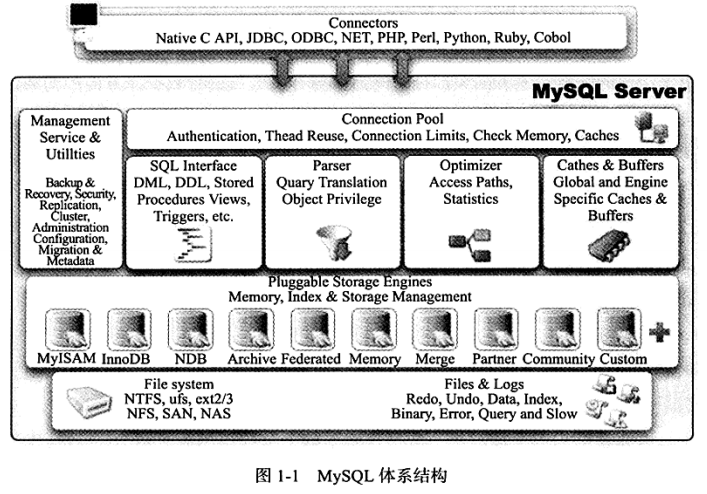 Connectors
Native C API, JDBC, ODBC, NET, PHP, Perl, Python, Ruby, Cobol
MySQL Server
Management
Service &
Utillties
Backup &
Recovery, Security,
Replication,
Cluster,
Administration
Configuration,
Migration &
Metadata
Connection Pool
Authentication, Thead Reuse, Connection Limits, Check Memory, Caches
SQL Interface
DML, DDL, Stored
Procedures Views,
Triggers, etc.
Parser
Quary Translation
Object Privilege
Optimizer
Access Paths,
Statistics
Cathes & Buffers
Global and Engine
Specific Caches &
Buffers
Pluggable Storage Engines
Memory, Index & Storage Management
MyISAM InnoDB NDB Archive Federated Memory Merge Partner Community Custom
File system
NTFS, ufs, ext2/3
NFS, SAN, NAS
Files & Logs
Redo, Undo, Data, Index,
Binary, Error, Query and Slow
图 1-1 MySQL 体系结构